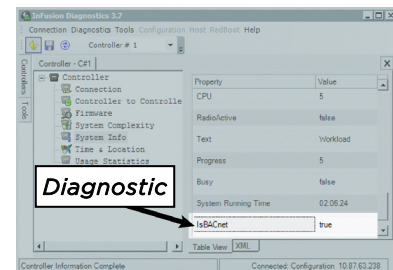 InFusion Diagnostics 3.7
Connection Diagnostics Tools Configuration Host RedBoot Help
Controller # 1
Controllers
Tools
Controller - C#1
Controller
Connection
Controller to Controlle
Firmware
System Complexity
System Info
Time & Location
Usage Statistics
Property Value
CPU 5
RadioActive false
Text Workload
Progress 5
Busy false
System Running Time 02.06:24
IsBACnet true
Diagnostic
Table View XML
Controller Information Complete
Connected: Configuration 10.87.63.238